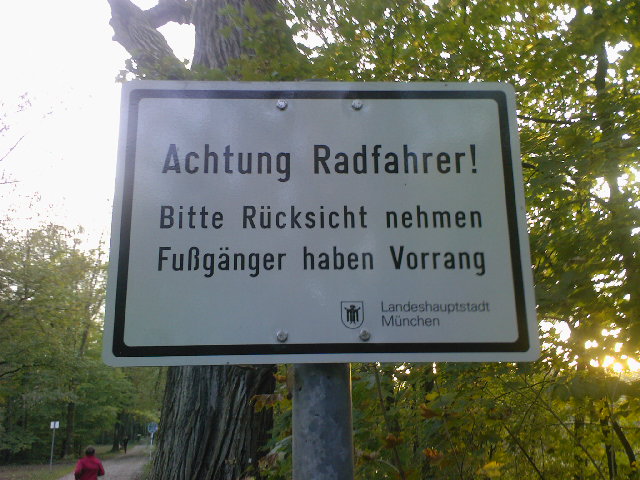 Achtung Radfahrer!
Bitte Rücksicht nehmen
Fußgänger haben Vorrang
Landeshauptstadt
München